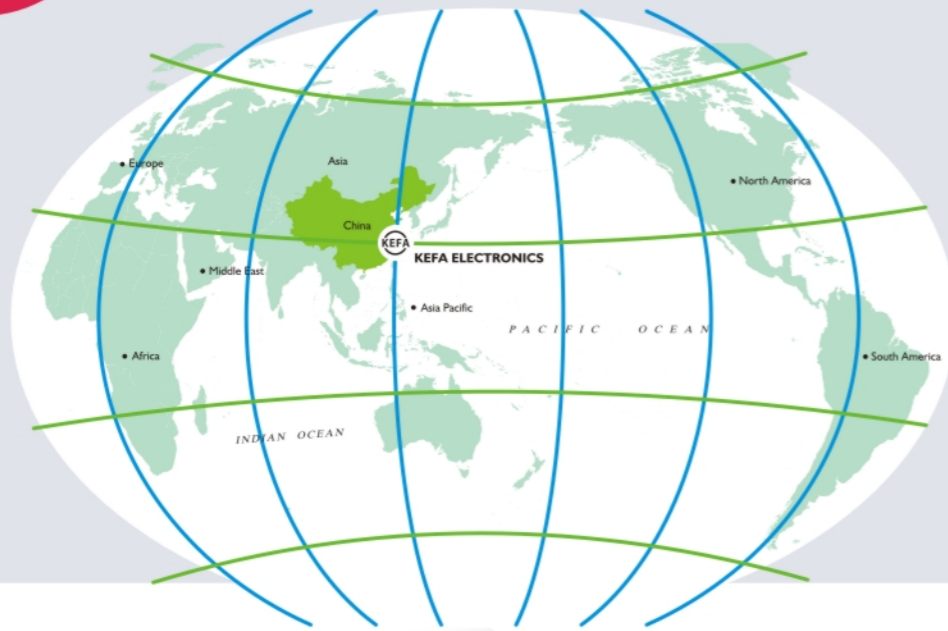 Asia
Europe
North America
China
KEFA
KEFA ELECTRONICS
Middle East
Asia Pacific
PACIFIC OCEAN
Africa
South America
INDIAN OCEAN